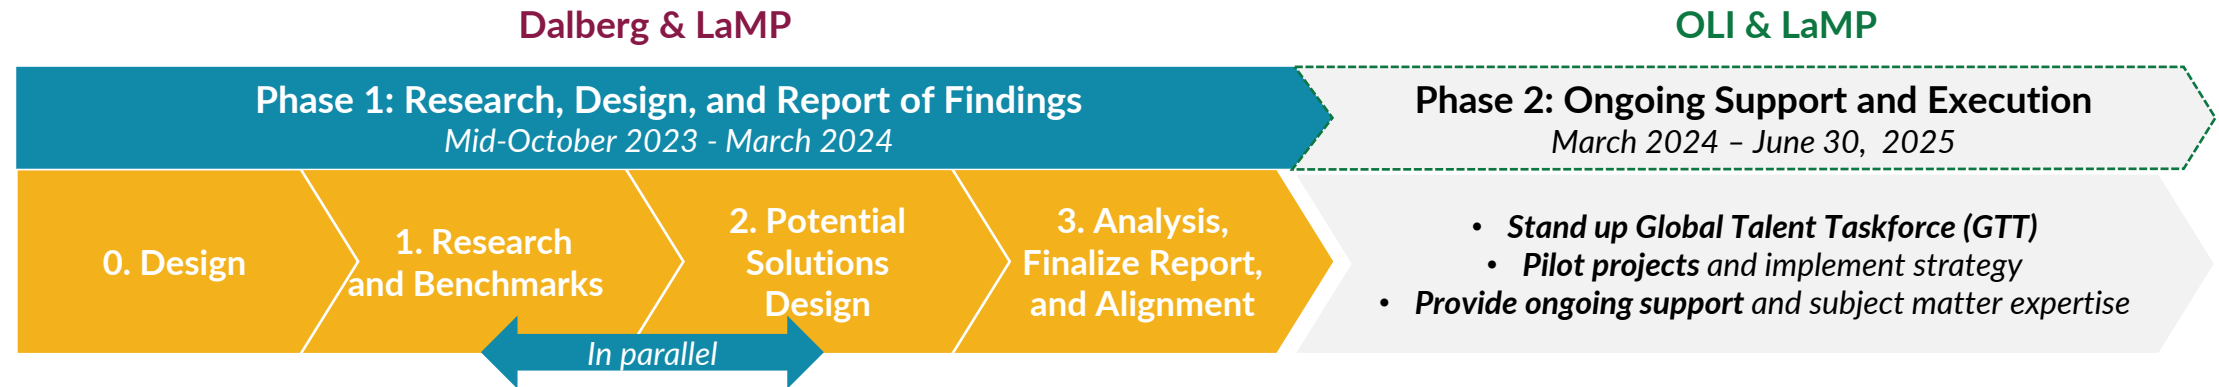 Dalberg & LaMP
OLI & LaMP
Phase 1: Research, Design, and Report of Findings
Mid-October 2023 - March 2024
Phase 2: Ongoing Support and Execution
March 2024 – June 30, 2025
0. Design
1. Research
and Benchmarks
2. Potential
Solutions
Design
3. Analysis,
Finalize Report,
and Alignment
In parallel
• Stand up Global Talent Taskforce (GTT)
• Pilot projects and implement strategy
• Provide ongoing support and subject matter expertise